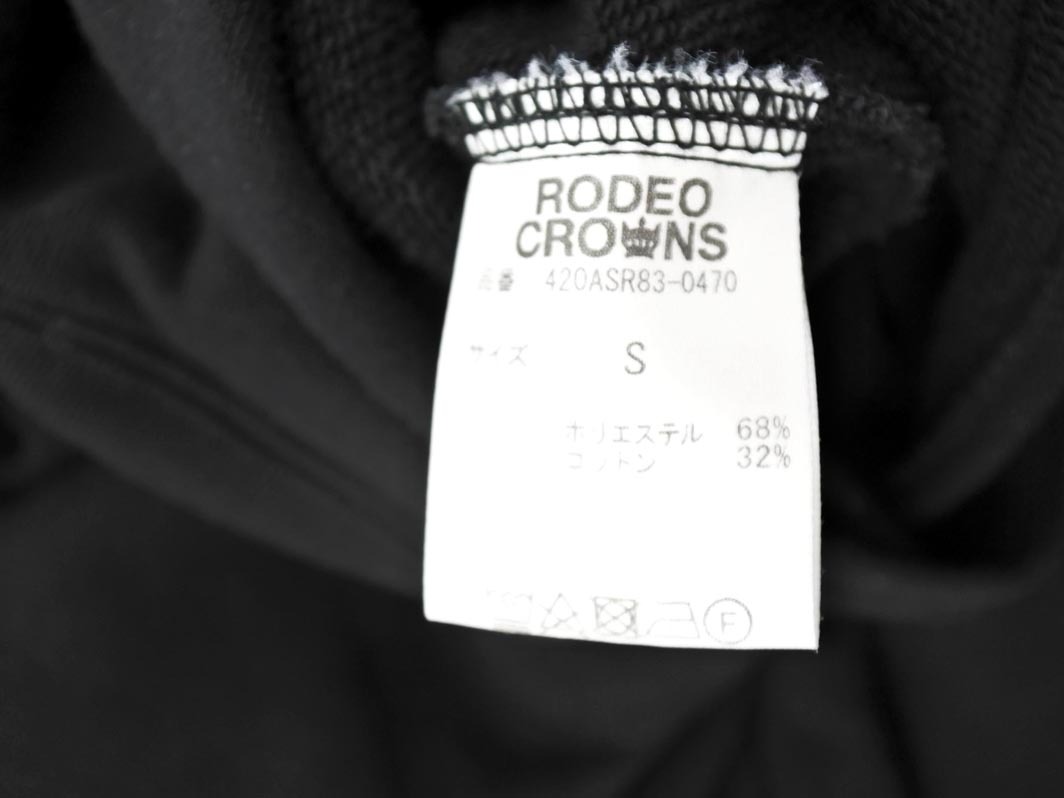 RODEO
CROWNS
品番 420ASR83-0470
サイズ S
ポリエステル 68%
コットン 32%
F